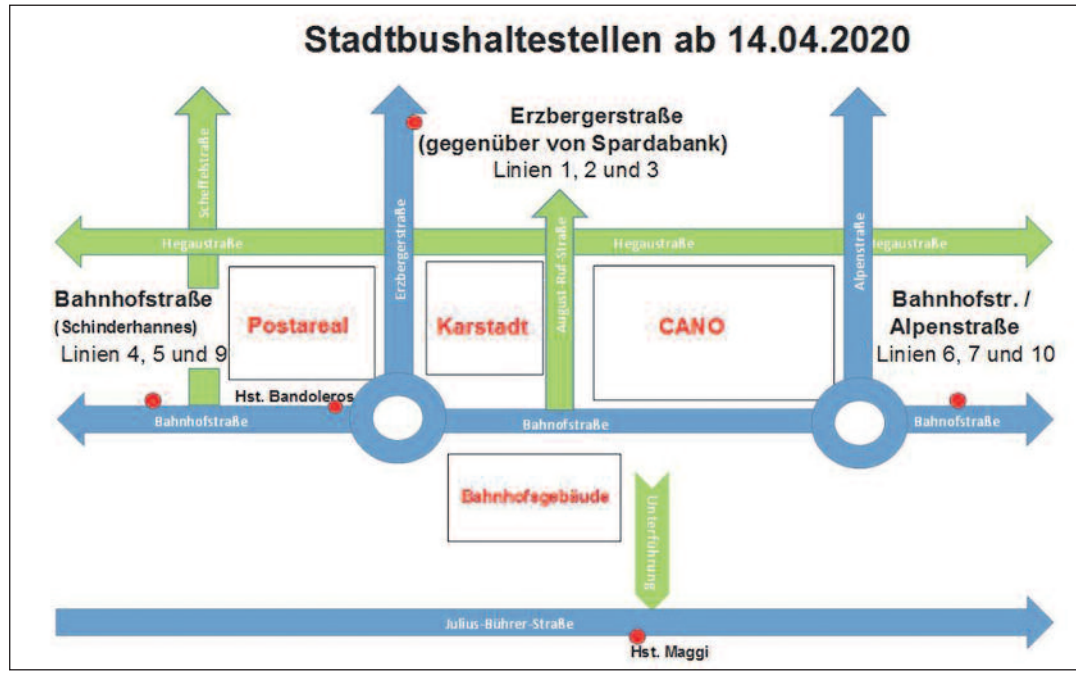 Stadtbushaltestellen ab 14.04.2020
Scheffelstraße
Erzbergerstraße
(gegenüber von Spardabank)
Linien 1, 2 und 3
Hegaustraße
Hegaustraße
Hegaustraße
Erzbergerstraße
August-Ruf-Straße
Alpenstraße
Bahnhofstraße
(Schinderhannes)
Linien 4, 5 und 9
Postareal
Karstadt
CANO
Bahnhofstr. /
Alpenstraße
Linien 6, 7 und 10
Hst. Bandoleros
Bahnhofstraße
Bahnofstraße
Bahnofstraße
Bahnhofsgebäude
Unterführung
Julius-Bührer-Straße
Hst. Maggi